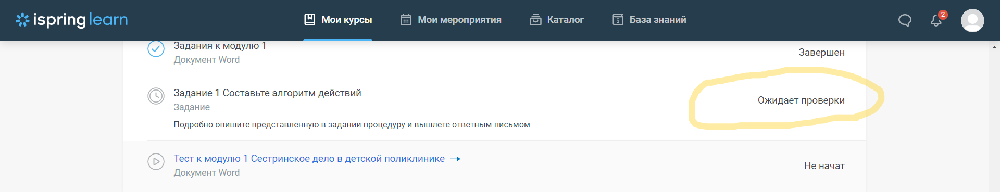 ispring learn
Мои курсы
Мои мероприятия
Каталог
База знаний
2
Задания к модулю 1
Документ Word
Завершен
Задание 1 Составьте алгоритм действий
Задание
Ожидает проверки
Подробно опишите представленную в задании процедуру и вышлете ответным письмом
Тест к модулю 1 Сестринское дело в детской поликлинике →
Документ Word
Не начат